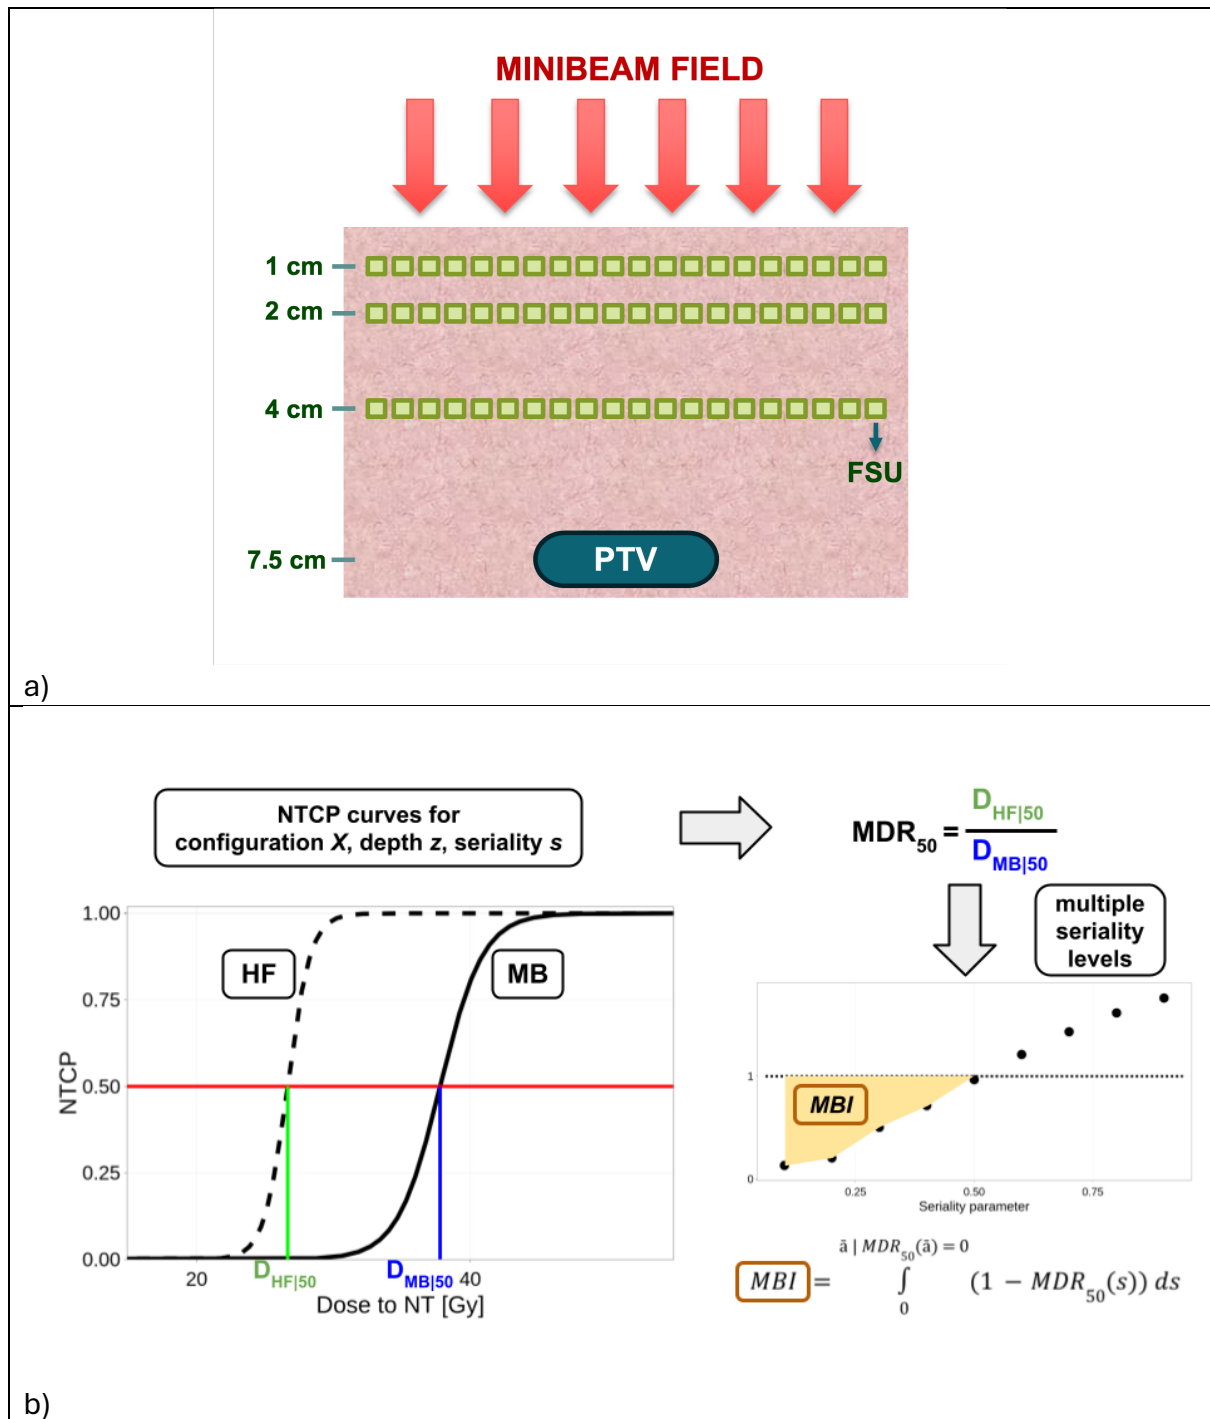 MINIBEAM FIELD
1 cm
2 cm
4 cm
FSU
7.5 cm
PTV
a)
NTCP curves for
configuration X, depth z, seriality s
MDR50 = DHF|50 / DMB|50
multiple
seriality
levels
1.00
0.75
0.50
0.25
0.00
NTCP
HF
MB
20
40
DHF|50
DMB|50
Dose to NT [Gy]
1
0
MBI
0.25
0.50
0.75
Seriality parameter
ā | MDR50(ā) = 0
MBI = ∫ (1 − MDR50(s)) ds
0
b)